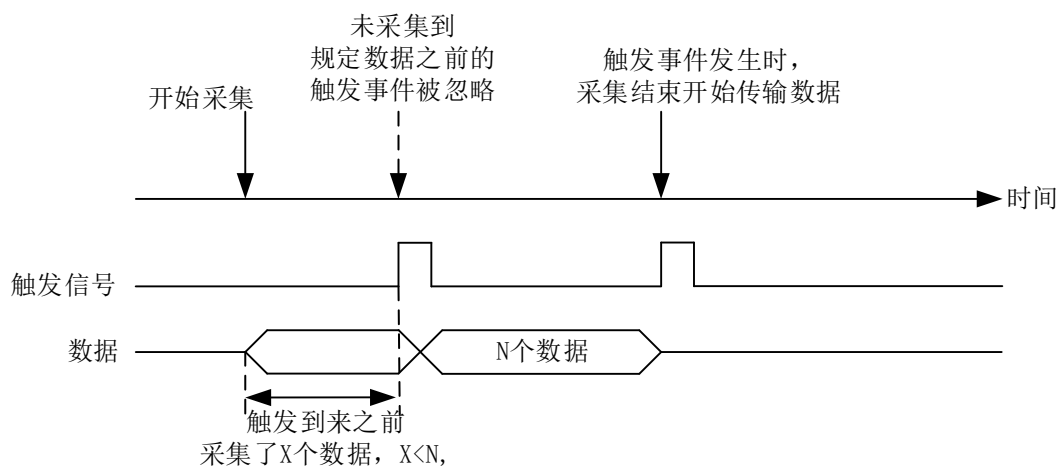 未采集到
规定数据之前的
触发事件被忽略
触发事件发生时，
采集结束开始传输数据
开始采集
时间
触发信号
数据
N个数据
触发到来之前
采集了X个数据，X<N,